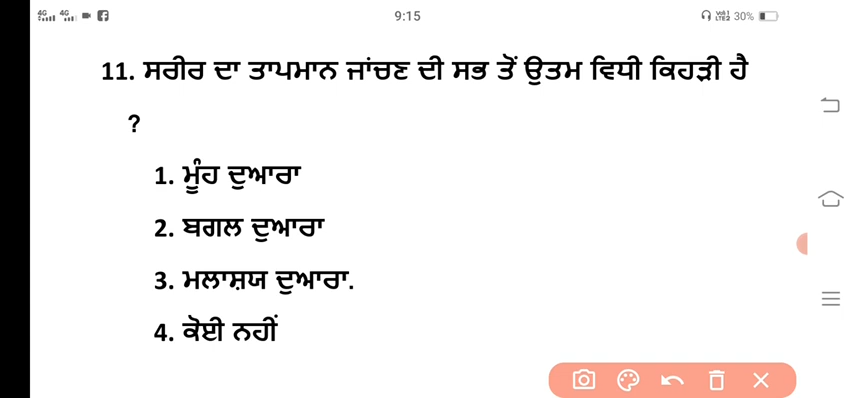 9:15
30%
11. ਸਰੀਰ ਦਾ ਤਾਪਮਾਨ ਜਾਂਚਣ ਦੀ ਸਭ ਤੋਂ ਉਤਮ ਵਿਧੀ ਕਿਹੜੀ ਹੈ
?
1. ਮੂੰਹ ਦੁਆਰਾ
2. ਬਗਲ ਦੁਆਰਾ
3. ਮਲਾਸ਼ਯ ਦੁਆਰਾ.
4. ਕੋਈ ਨਹੀਂ